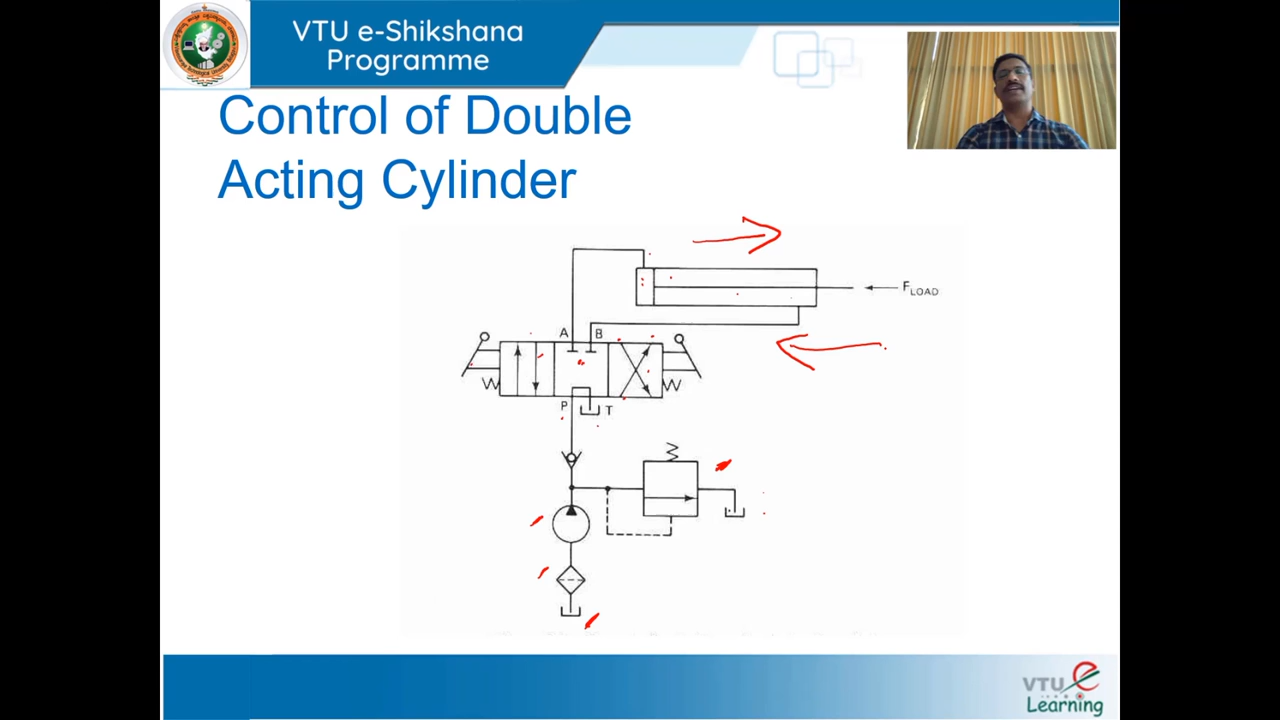 VTU e-Shikshana
Programme
Control of Double
Acting Cylinder
F LOAD
A B
P T
VTU e
Learning